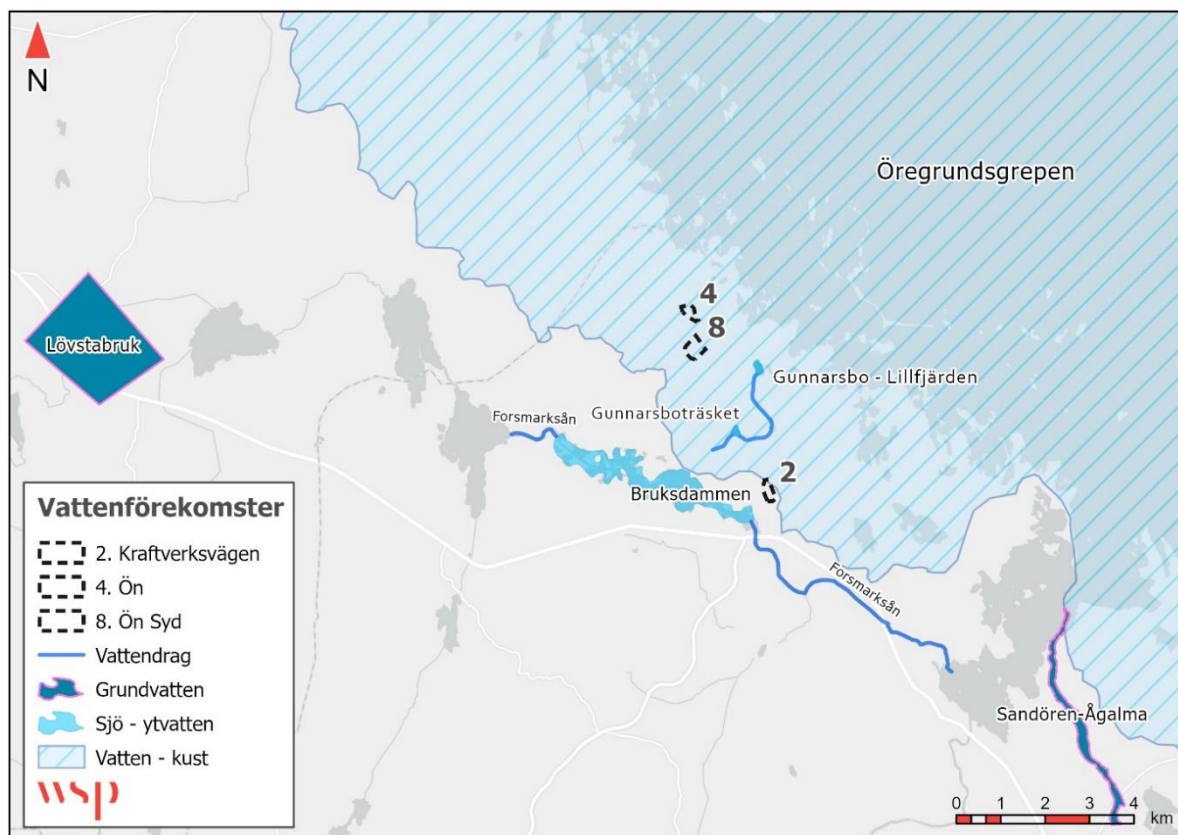 N
Öregrundsgrepen
4
8
Lövstabruk
Gunnarsbo - Lillfjärden
Gunnarsboträsket
Forsmarksån
2
Bruksdammen
Forsmarksån
Sandören-Ågalma
Vattenförekomster
2. Kraftverksvägen
4. Ön
8. Ön Syd
Vattendrag
Grundvatten
Sjö - ytvatten
Vatten - kust
wsp
0 1 2 3 4
km